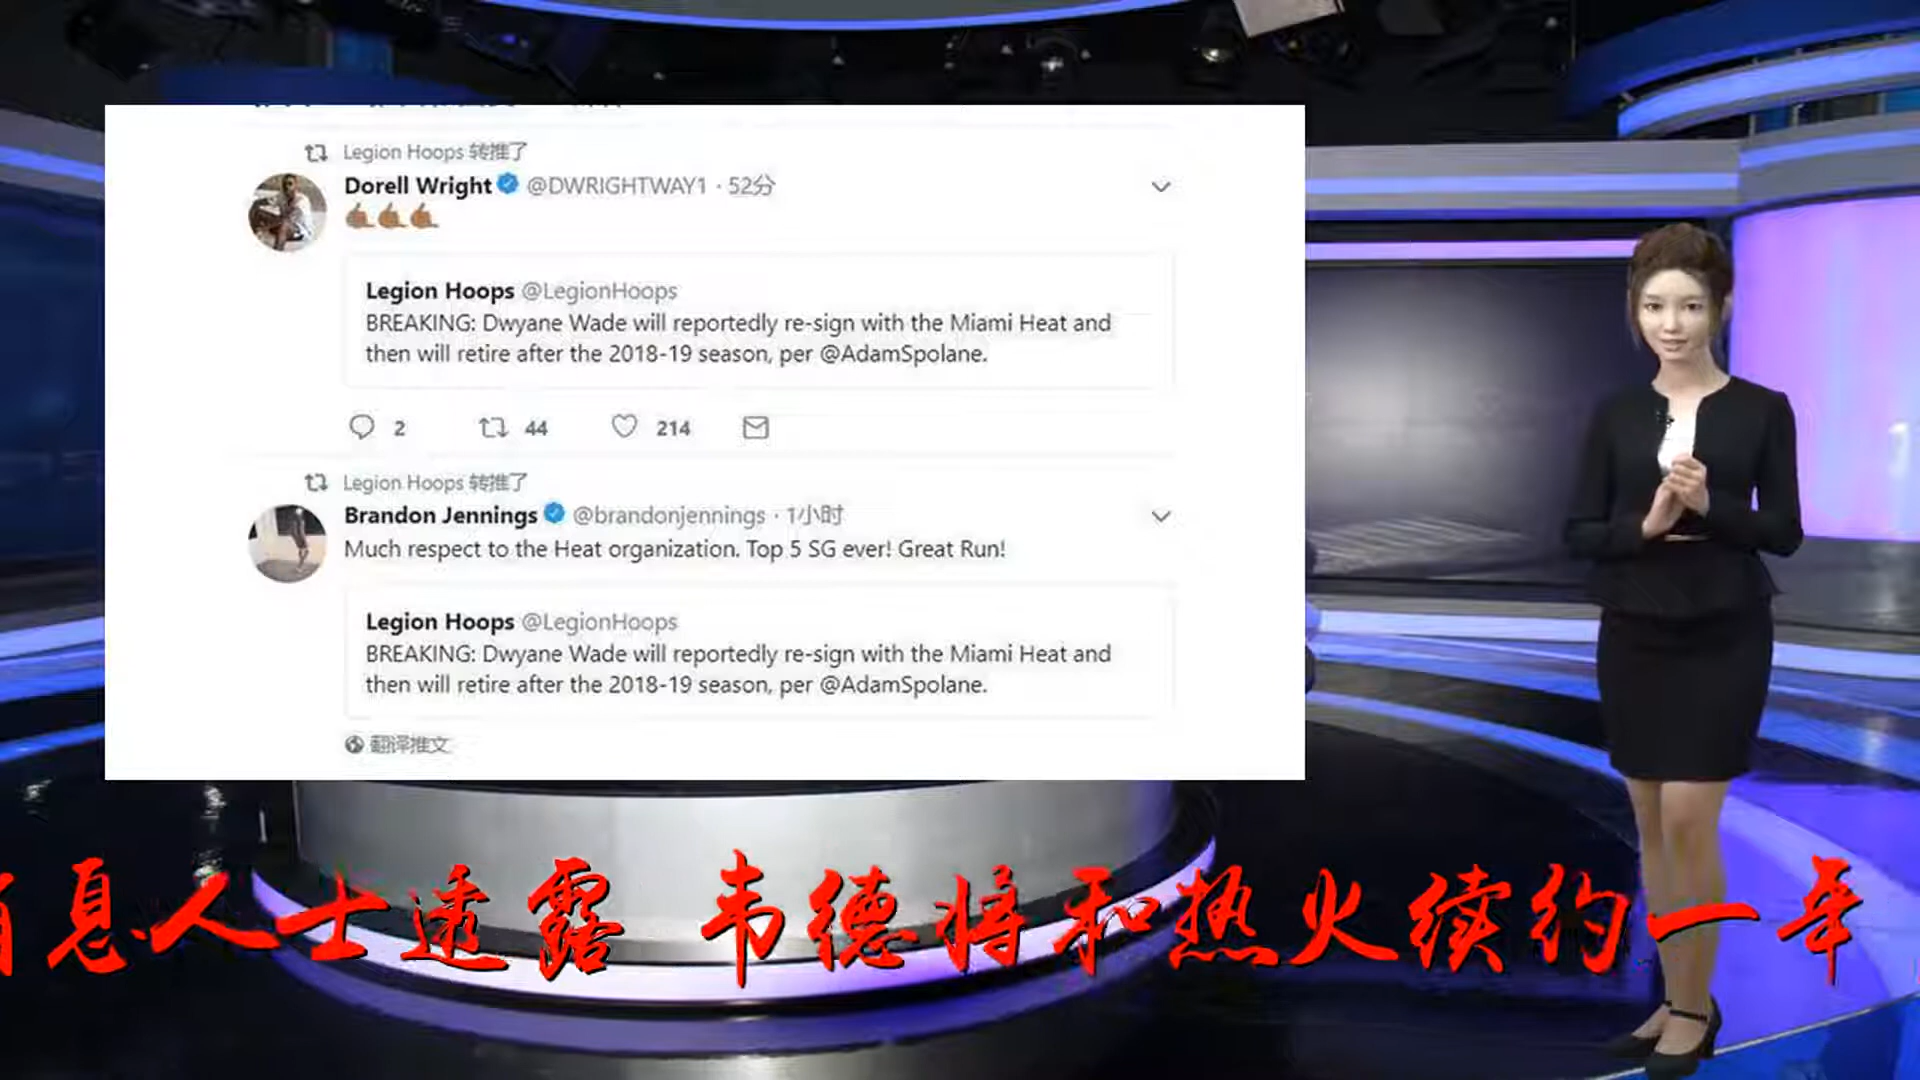 Legion Hoops 转推了
Dorell Wright @DWRIGHTWAY1 · 52分
Legion Hoops @LegionHoops
BREAKING: Dwyane Wade will reportedly re-sign with the Miami Heat and
then will retire after the 2018-19 season, per @AdamSpolane.
2 44 214
Legion Hoops 转推了
Brandon Jennings @brandonjennings · 1小时
Much respect to the Heat organization. Top 5 SG ever! Great Run!
Legion Hoops @LegionHoops
BREAKING: Dwyane Wade will reportedly re-sign with the Miami Heat and
then will retire after the 2018-19 season, per @AdamSpolane.
翻译推文
息人士透露 韦德将和热火续约一年